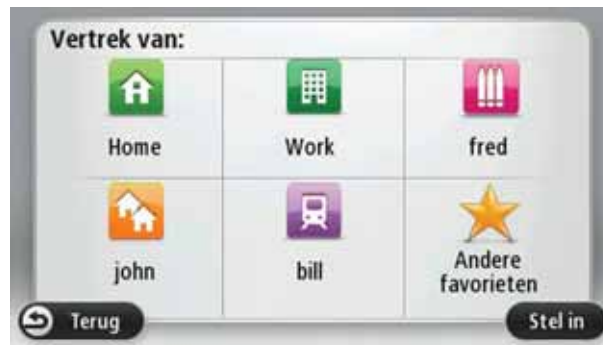 Vertrek van:
Home Work fred
john bill Andere
favorieten
Terug Stel in